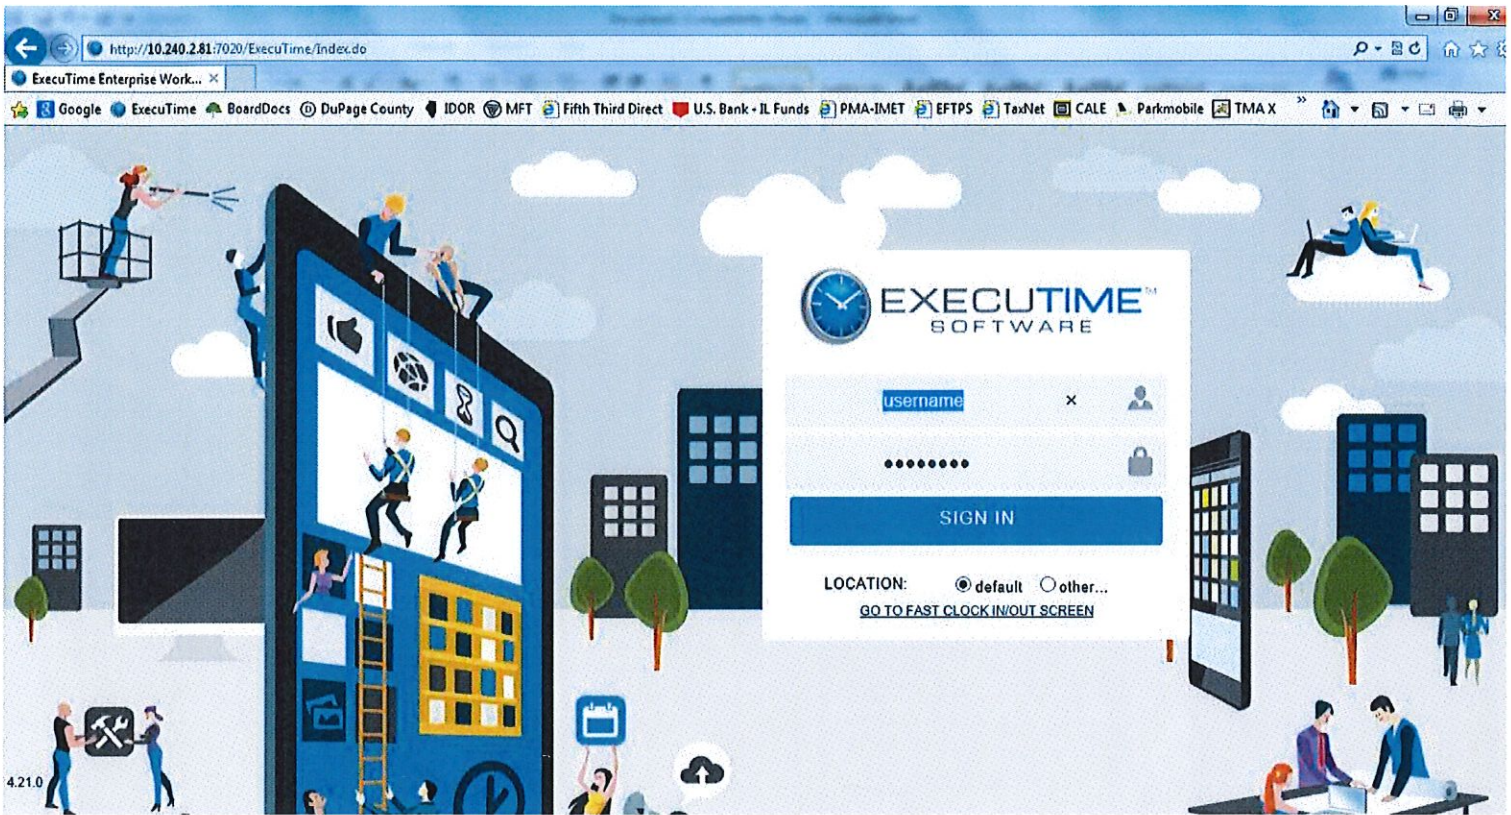 http://10.240.2.81:7020/ExecuTime/Index.do
ExecuTime Enterprise Work... ×
Google ExecuTime BoardDocs DuPage County IDOR MFT Fifth Third Direct U.S. Bank - IL Funds PMA-IMET EFTPS TaxNet CALE Parkmobile TMA X »
EXECUTIME™
SOFTWARE
username ×
●●●●●●●●
SIGN IN
LOCATION: default other...
GO TO FAST CLOCK IN/OUT SCREEN
4.21.0